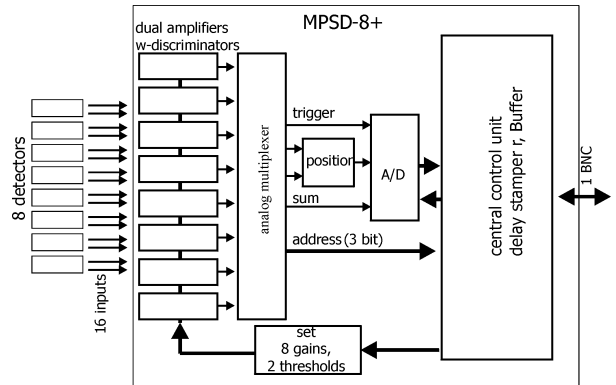 MPSD-8+
dual amplifiers
w-discriminators
8 detectors
16 inputs
analog multiplexer
trigger
position
sum
A/D
address (3 bit)
central control unit
delay stamper r, Buffer
1 BNC
set
8 gains,
2 thresholds